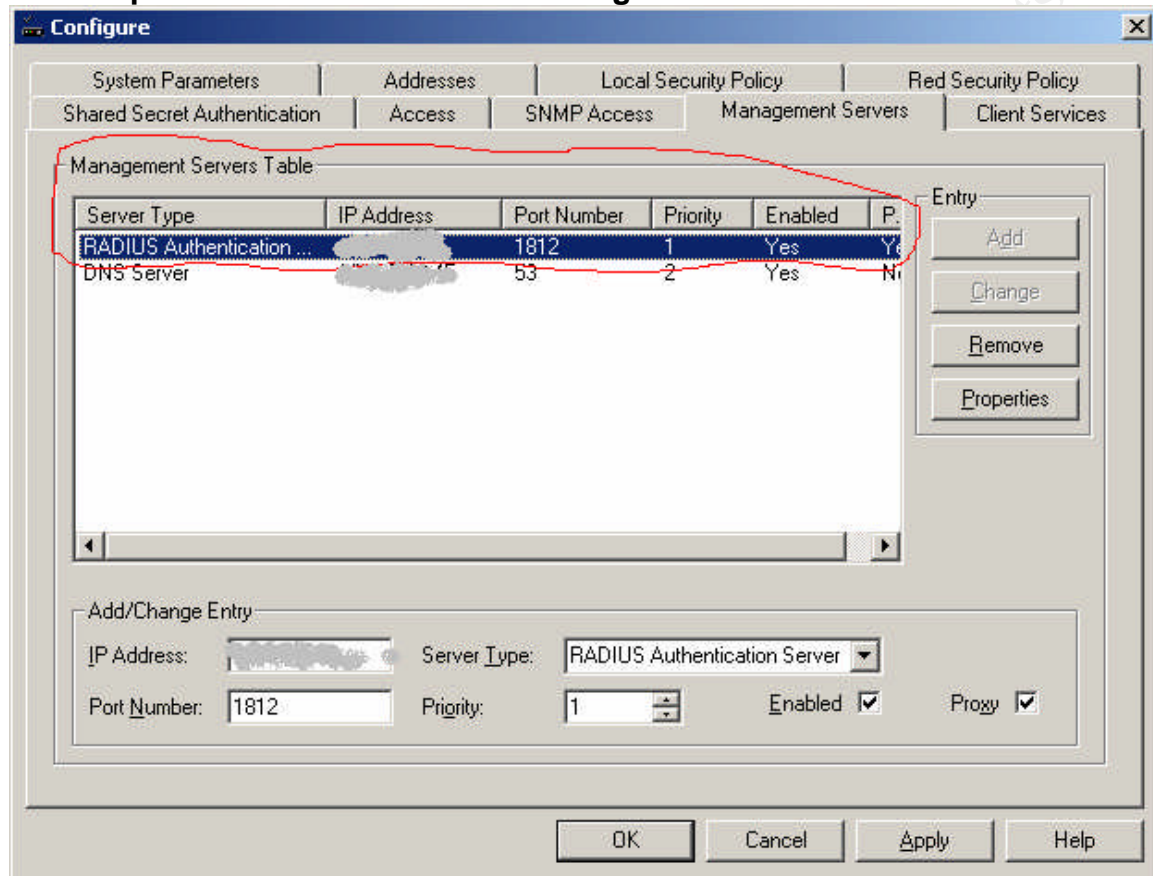 Configure
System Parameters Addresses Local Security Policy Red Security Policy
Shared Secret Authentication Access SNMP Access Management Servers Client Services
Management Servers Table
Server Type IP Address Port Number Priority Enabled P.
RADIUS Authentication ... 1812 1 Yes
DNS Server 53 2 Yes
Entry
Add
Change
Remove
Properties
Add/Change Entry
IP Address: Server Type: RADIUS Authentication Server
Port Number: 1812 Priority: 1 Enabled Proxy
OK Cancel Apply Help